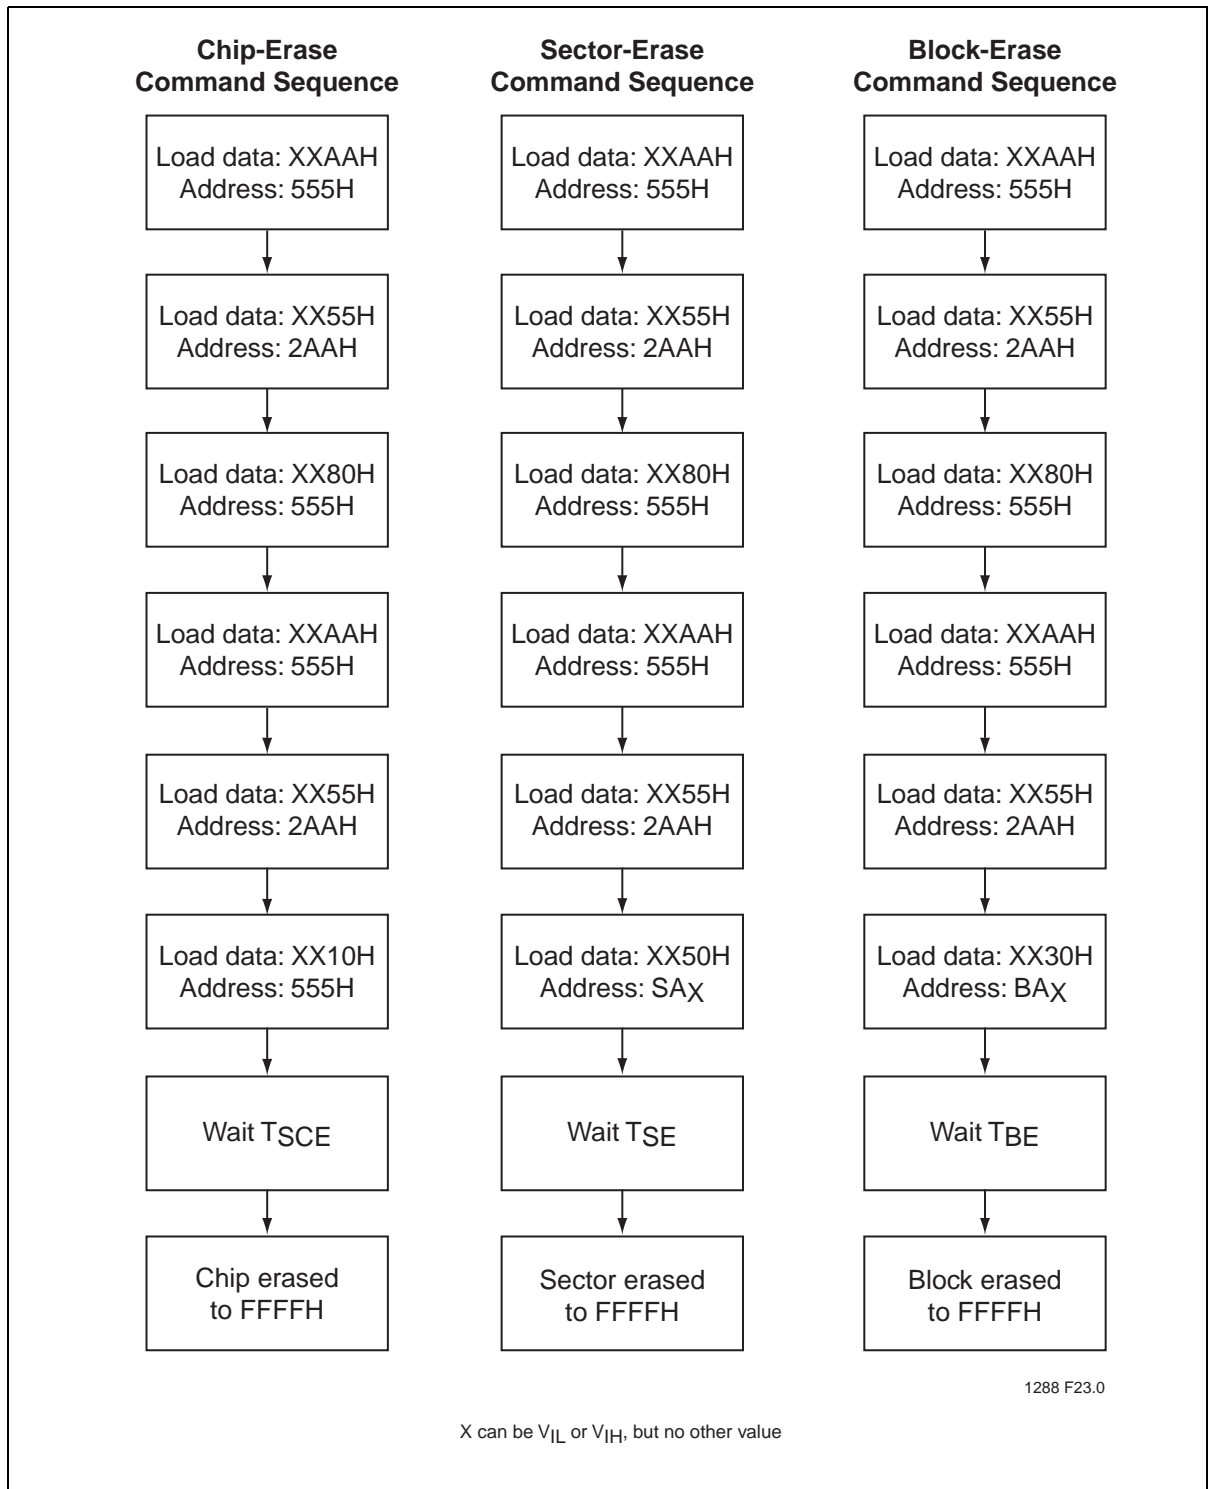 Chip-Erase
Command Sequence
Load data: XXAAH
Address: 555H
Load data: XX55H
Address: 2AAH
Load data: XX80H
Address: 555H
Load data: XXAAH
Address: 555H
Load data: XX55H
Address: 2AAH
Load data: XX10H
Address: 555H
Wait TSCE
Chip erased
to FFFFH
Sector-Erase
Command Sequence
Load data: XXAAH
Address: 555H
Load data: XX55H
Address: 2AAH
Load data: XX80H
Address: 555H
Load data: XXAAH
Address: 555H
Load data: XX55H
Address: 2AAH
Load data: XX50H
Address: SAX
Wait TSE
Sector erased
to FFFFH
Block-Erase
Command Sequence
Load data: XXAAH
Address: 555H
Load data: XX55H
Address: 2AAH
Load data: XX80H
Address: 555H
Load data: XXAAH
Address: 555H
Load data: XX55H
Address: 2AAH
Load data: XX30H
Address: BAX
Wait TBE
Block erased
to FFFFH
1288 F23.0
X can be VIL or VIH, but no other value